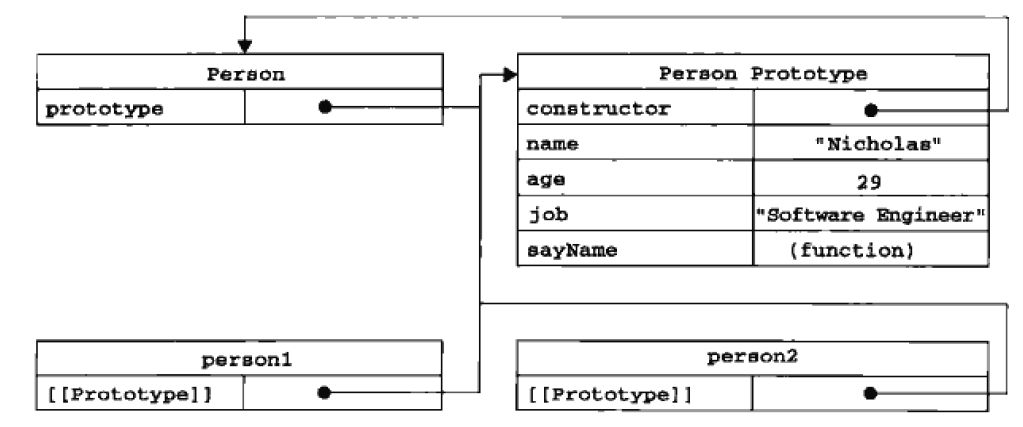 Person
prototype
Person Prototype
constructor
name "Nicholas"
age 29
job "Software Engineer"
sayName (function)
person1
[[Prototype]]
person2
[[Prototype]]